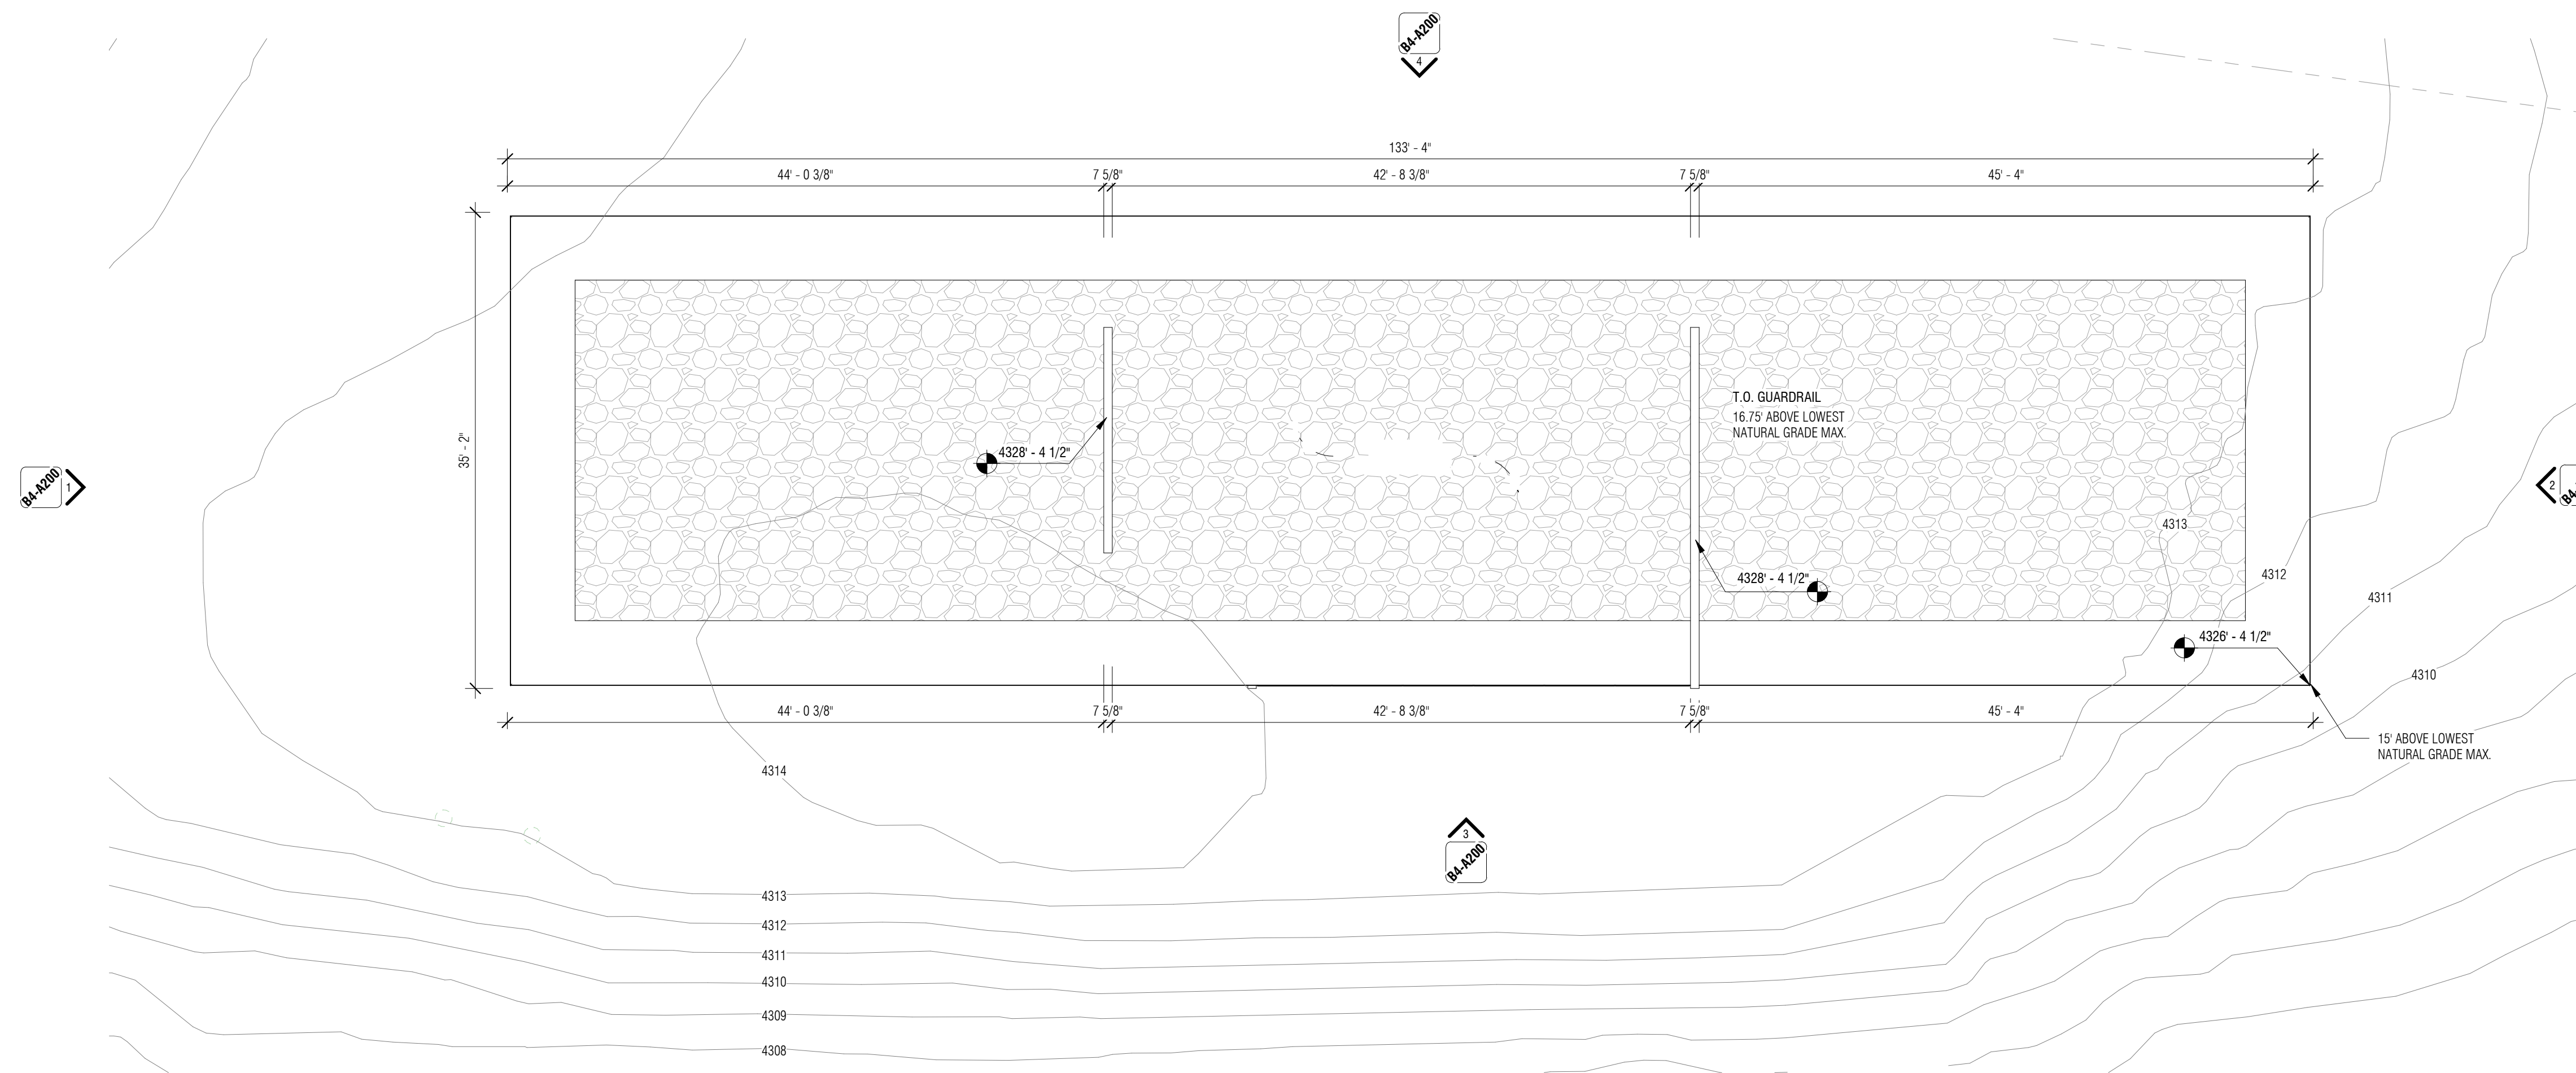 B4-A200
4
133' - 4"
44' - 0 3/8"
7 5/8"
42' - 8 3/8"
7 5/8"
45' - 4"
35' - 2"
T.O. GUARDRAIL
16.75' ABOVE LOWEST
NATURAL GRADE MAX.
4328' - 4 1/2"
B4-A200
1
2
4313
4328' - 4 1/2"
4312
4311
4326' - 4 1/2"
4310
44' - 0 3/8"
7 5/8"
42' - 8 3/8"
7 5/8"
45' - 4"
15' ABOVE LOWEST
NATURAL GRADE MAX.
4314
3
B4-A200
4313
4312
4311
4310
4309
4308